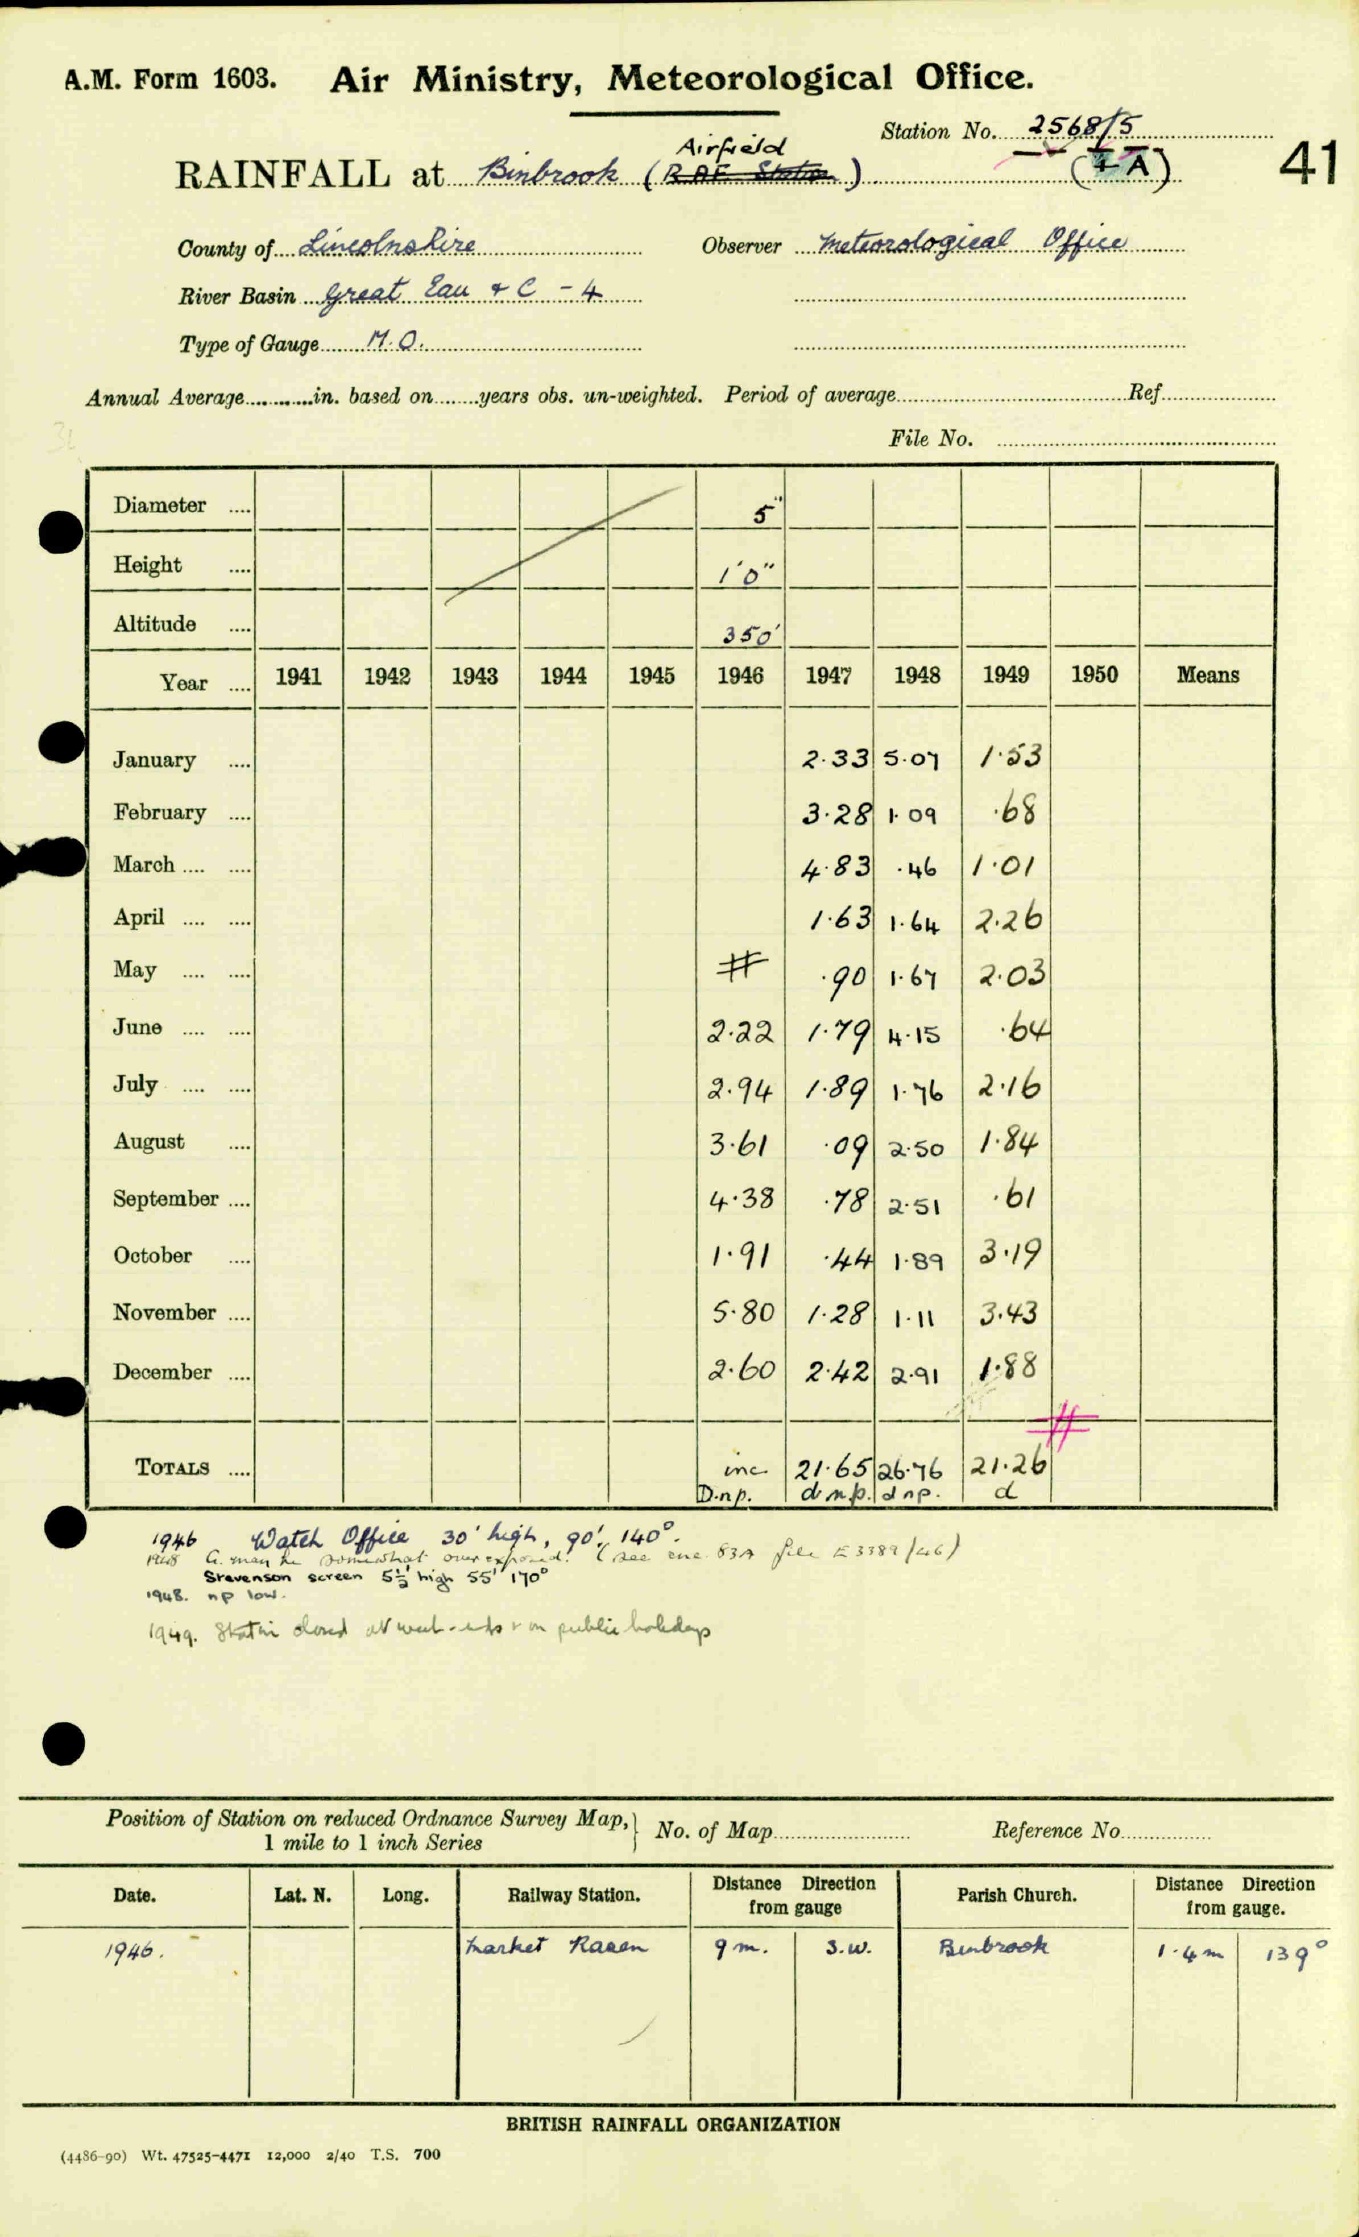 A.M. Form 1603. Air Ministry, Meteorological Office.
Station No. 2568/5
41
Airfield
RAINFALL at Binbrook (R.A.F. Station)
(+ A)
County of Lincolnshire Observer Meteorological Office
River Basin Great Eau & C - 4
Type of Gauge M.O.
Annual Average in. based on years obs. un-weighted. Period of average Ref
File No.
Diameter 5"
Height 1'0"
Altitude 350'
Year 1941 1942 1943 1944 1945 1946 1947 1948 1949 1950 Means
January 2.33 5.07 1.53
February 3.28 1.09 .68
March 4.83 .46 1.01
April 1.63 1.64 2.26
May # .90 1.67 2.03
June 2.22 1.79 4.15 .64
July 2.94 1.89 1.76 2.16
August 3.61 .09 2.50 1.84
September 4.38 .78 2.51 .61
October 1.91 .44 1.89 3.19
November 5.80 1.28 1.11 3.43
December 2.60 2.42 2.91 1.88
#
TOTALS inc. 21.65 26.76 21.26
D.n.p. d.n.p. d n p. d
1946 Watch Office 30' high, 90', 140°.
1948 G. may be somewhat over exposed. (see enc. 83A file E3389/46)
Stevenson screen 5½' high 55' 170°
1948. np low.
1949. Station closed at week-ends & on public holidays
Position of Station on reduced Ordnance Survey Map, 1 mile to 1 inch Series } No. of Map Reference No.
Date. Lat. N. Long. Railway Station. Distance Direction from gauge Parish Church. Distance Direction from gauge.
1946. Market Rasen 9 m. S.W. Binbrook 1.4 m 139°
BRITISH RAINFALL ORGANIZATION
(4486-90) Wt. 47525-4471 12,000 2/40 T.S. 700